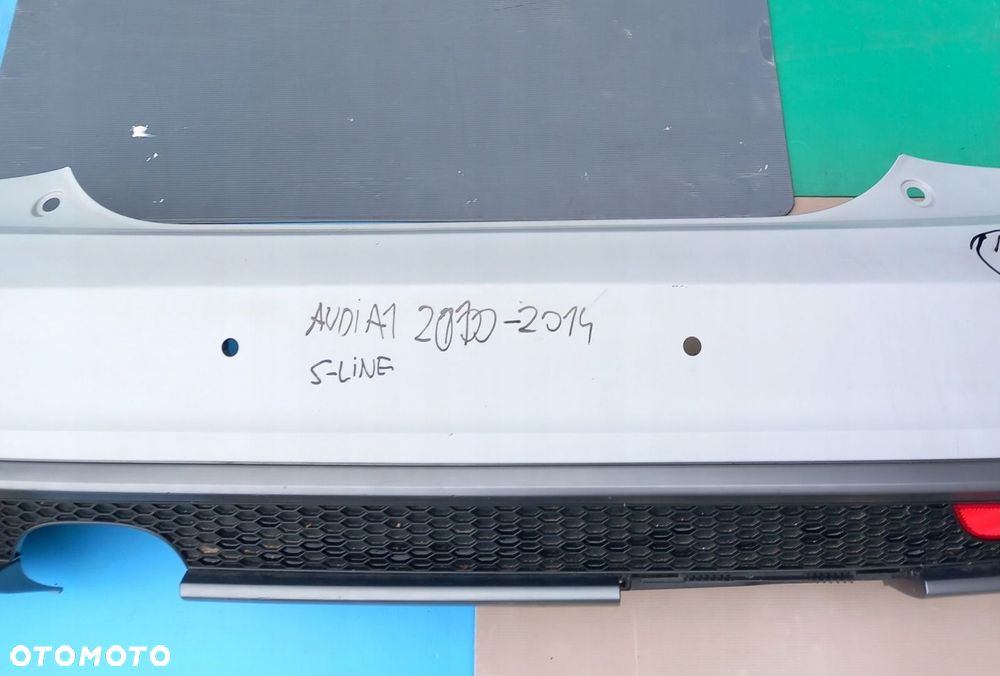 AUDI A1 2010-2014
S-LINE
OTOMOTO